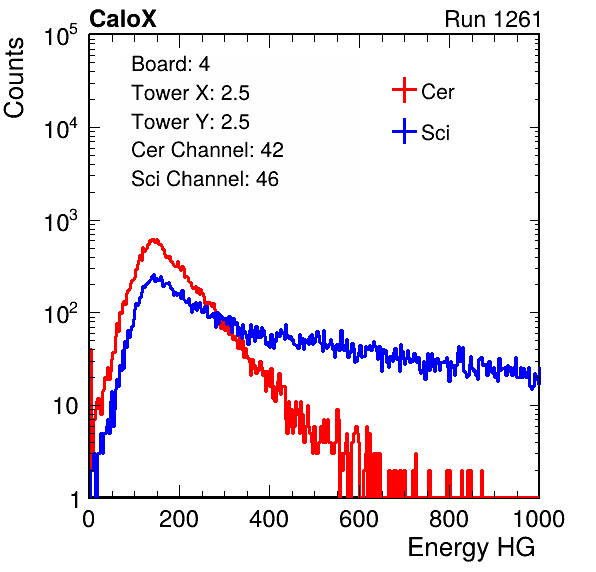 CaloX Run 1261
Counts
Board: 4
Tower X: 2.5
Tower Y: 2.5
Cer Channel: 42
Sci Channel: 46
Cer
Sci
10^5
10^4
10^3
10^2
10
1
0 200 400 600 800 1000
Energy HG